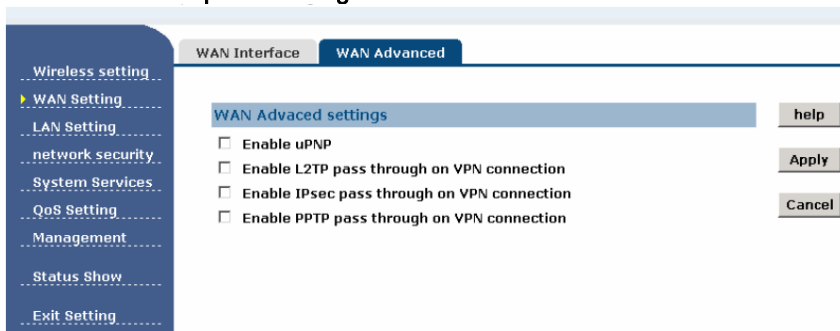 WAN Interface
WAN Advanced
Wireless setting
WAN Setting
LAN Setting
network security
System Services
QoS Setting
Management
Status Show
Exit Setting
WAN Advaced settings
Enable uPNP
Enable L2TP pass through on VPN connection
Enable IPsec pass through on VPN connection
Enable PPTP pass through on VPN connection
help
Apply
Cancel